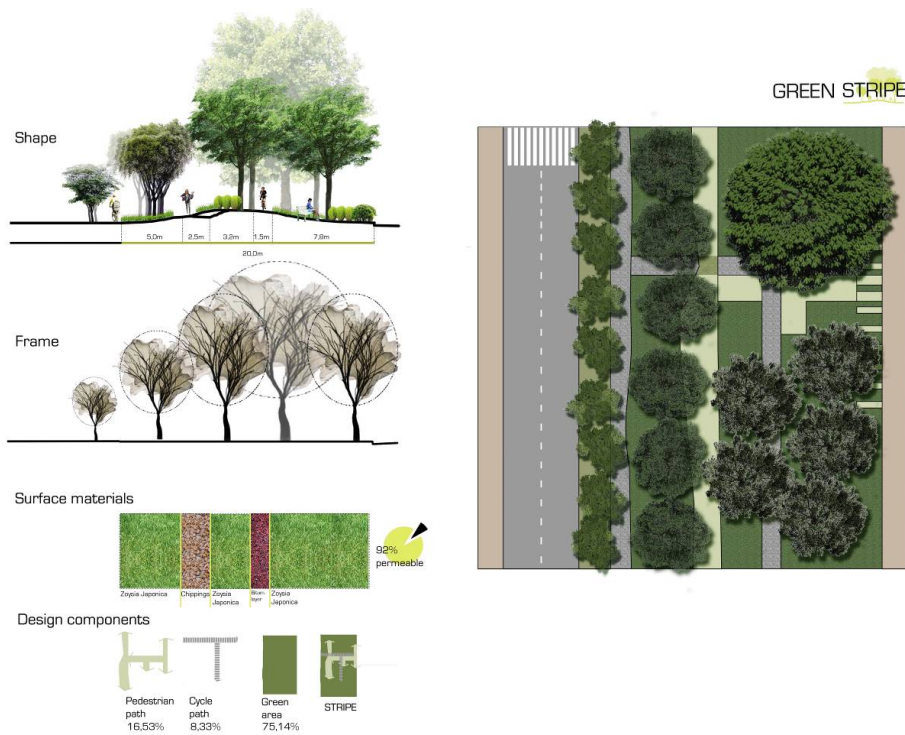 GREEN STRIPE
Shape
5.0m 2.5m 3.2m 1.5m 7.8m
20.0m
Frame
Surface materials
92%
permeable
Zoysia Japonica Chippings Zoysia Japonica layer Zoysia Japonica
Design components
Pedestrian path 16,53%
Cycle path 8,33%
Green area 75,14%
STRIPE